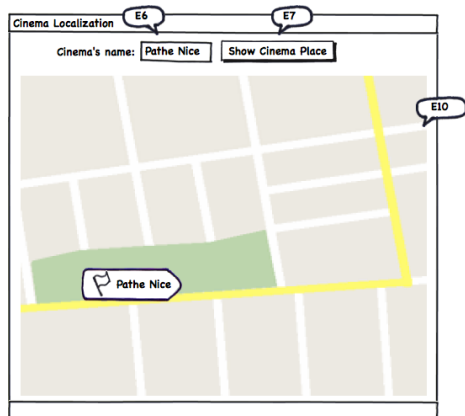 E6 E7
Cinema Localization
Cinema's name: Pathe Nice Show Cinema Place
E10
Pathe Nice